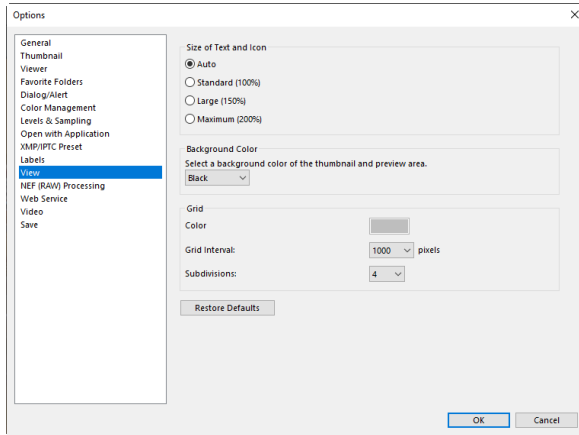 Options
General
Thumbnail
Viewer
Favorite Folders
Dialog/Alert
Color Management
Levels & Sampling
Open with Application
XMP/IPTC Preset
Labels
View
NEF (RAW) Processing
Web Service
Video
Save
Size of Text and Icon
Auto
Standard (100%)
Large (150%)
Maximum (200%)
Background Color
Select a background color of the thumbnail and preview area.
Black
Grid
Color
Grid Interval: 1000 pixels
Subdivisions: 4
Restore Defaults
OK Cancel